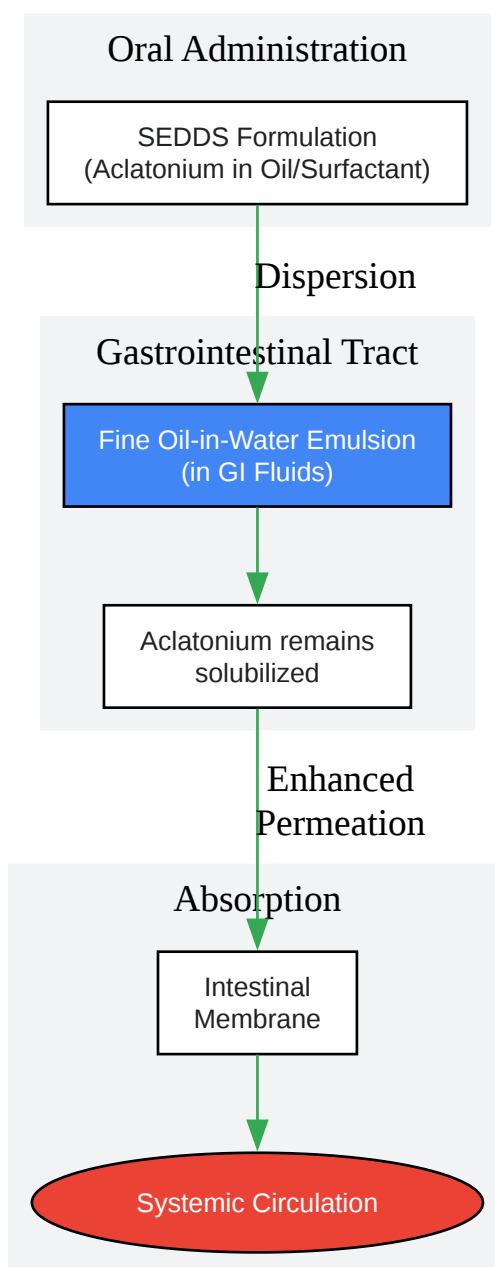 Oral Administration
SEDDS Formulation
(Aclatonium in Oil/Surfactant)
Dispersion
Gastrointestinal Tract
Fine Oil-in-Water Emulsion
(in GI Fluids)
Aclatonium remains
solubilized
Enhanced
Permeation
Absorption
Intestinal
Membrane
Systemic Circulation